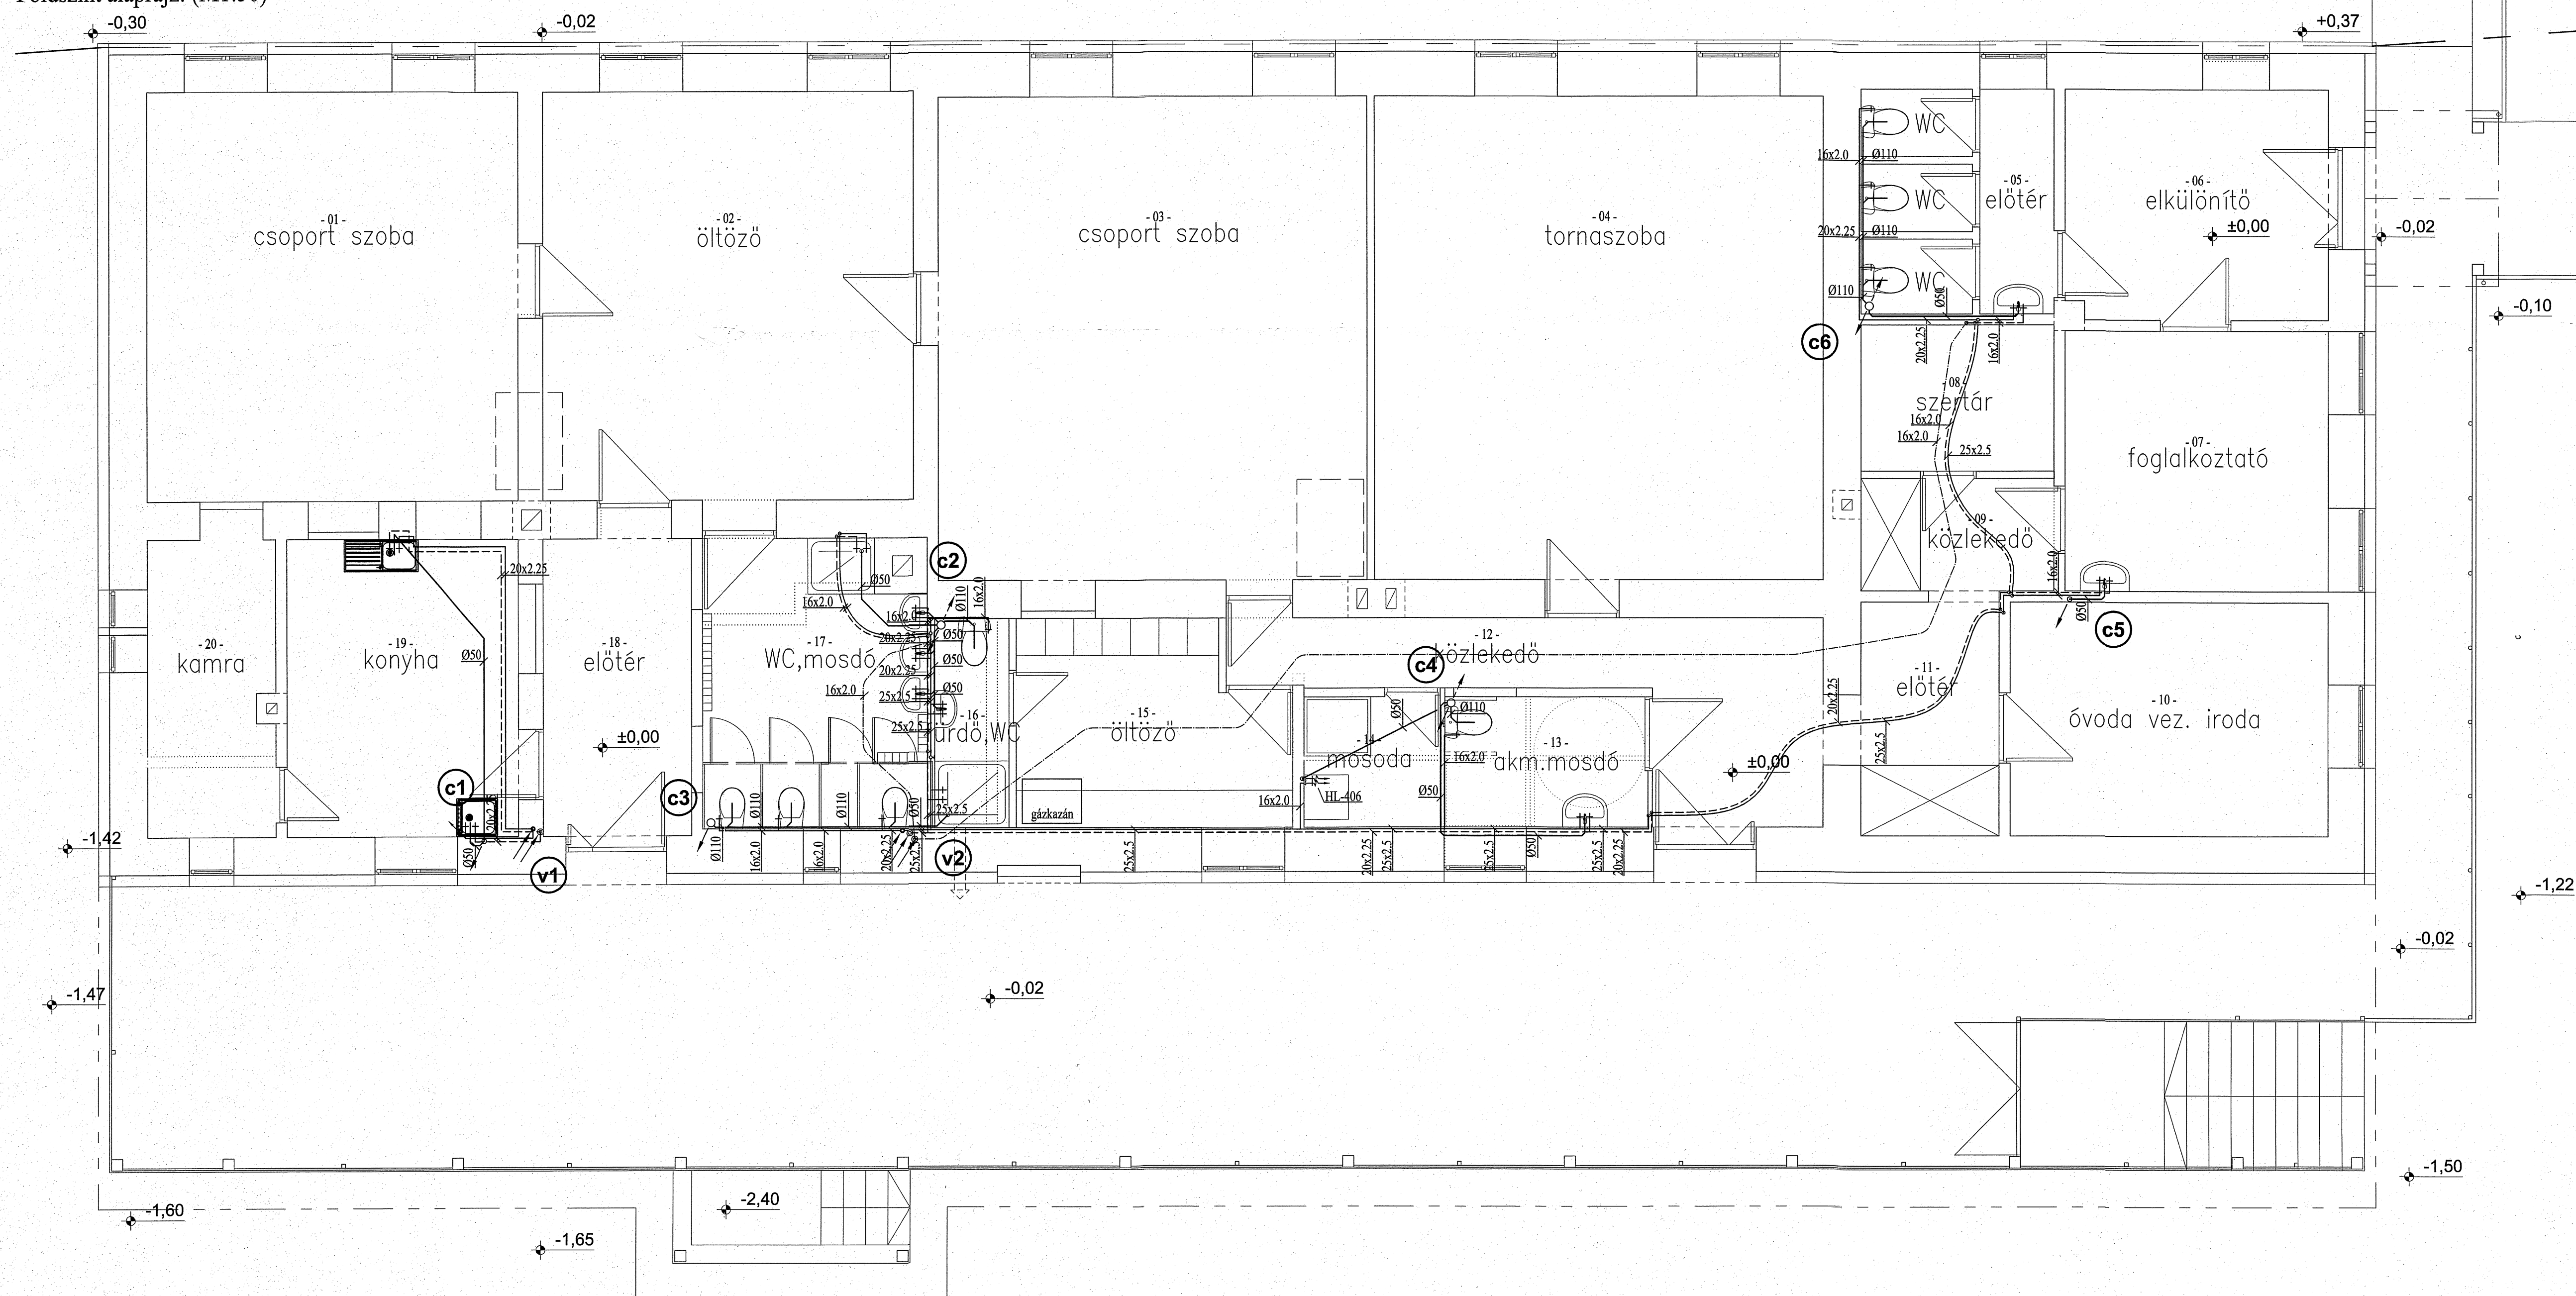 -0,30
-0,02
+0,37
- 01 -
csoport szoba
- 02 -
öltöző
- 03 -
csoport szoba
- 04 -
tornaszoba
WC
16x2.0
Ø110
WC
20x2.25
Ø110
WC
Ø110
Ø50
- 05 -
előtér
- 06 -
elkülönítő
±0,00
-0,02
-0,10
c6
20x2.25
16x2.0
- 08 -
szertár
16x2.0
16x2.0
25x2.5
- 07 -
foglalkoztató
- 09 -
közlekedő
16x2.0
Ø50
c5
20x2.25
Ø50
- 20 -
kamra
- 19 -
konyha
- 18 -
előtér
±0,00
- 17 -
WC,mosdó
c2
Ø50
16x2.0
Ø110
16x2.0
16x2.0
Ø50
20x2.25
Ø50
20x2.25
16x2.0
25x2.5
Ø50
25x2.5
- 16 -
- 15 -
öltöző
- 12 -
közlekedő
c4
Ø50
Ø110
- 14 -
mosoda
16x2.0
- 13 -
akm.mosdó
Ø50
HL-406
16x2.0
±0,00
20x2.25
25x2.5
- 11 -
előtér
- 10 -
óvoda vez. iroda
gázkazán
c1
c3
Ø110
Ø110
Ø50
25x2.5
Ø50
v1
Ø110
16x2.0
16x2.0
20x2.25
25x2.5
v2
25x2.5
20x2.25
25x2.5
25x2.5
Ø50
25x2.5
20x2.25
-1,42
-1,22
-0,02
-1,47
-0,02
-1,50
-2,40
-1,60
-1,65